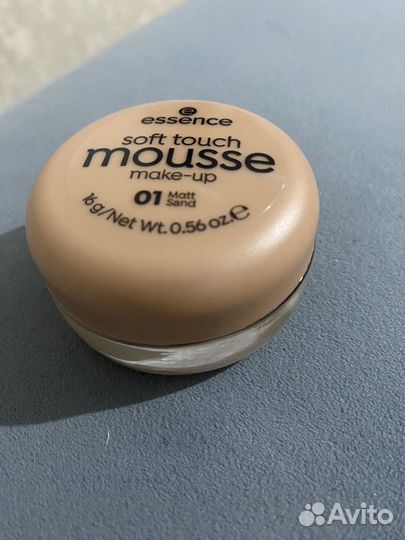 essence
soft touch
mousse
make-up
01 Matt Sand
16g/Net Wt. 0.56 oz.℮
Avito